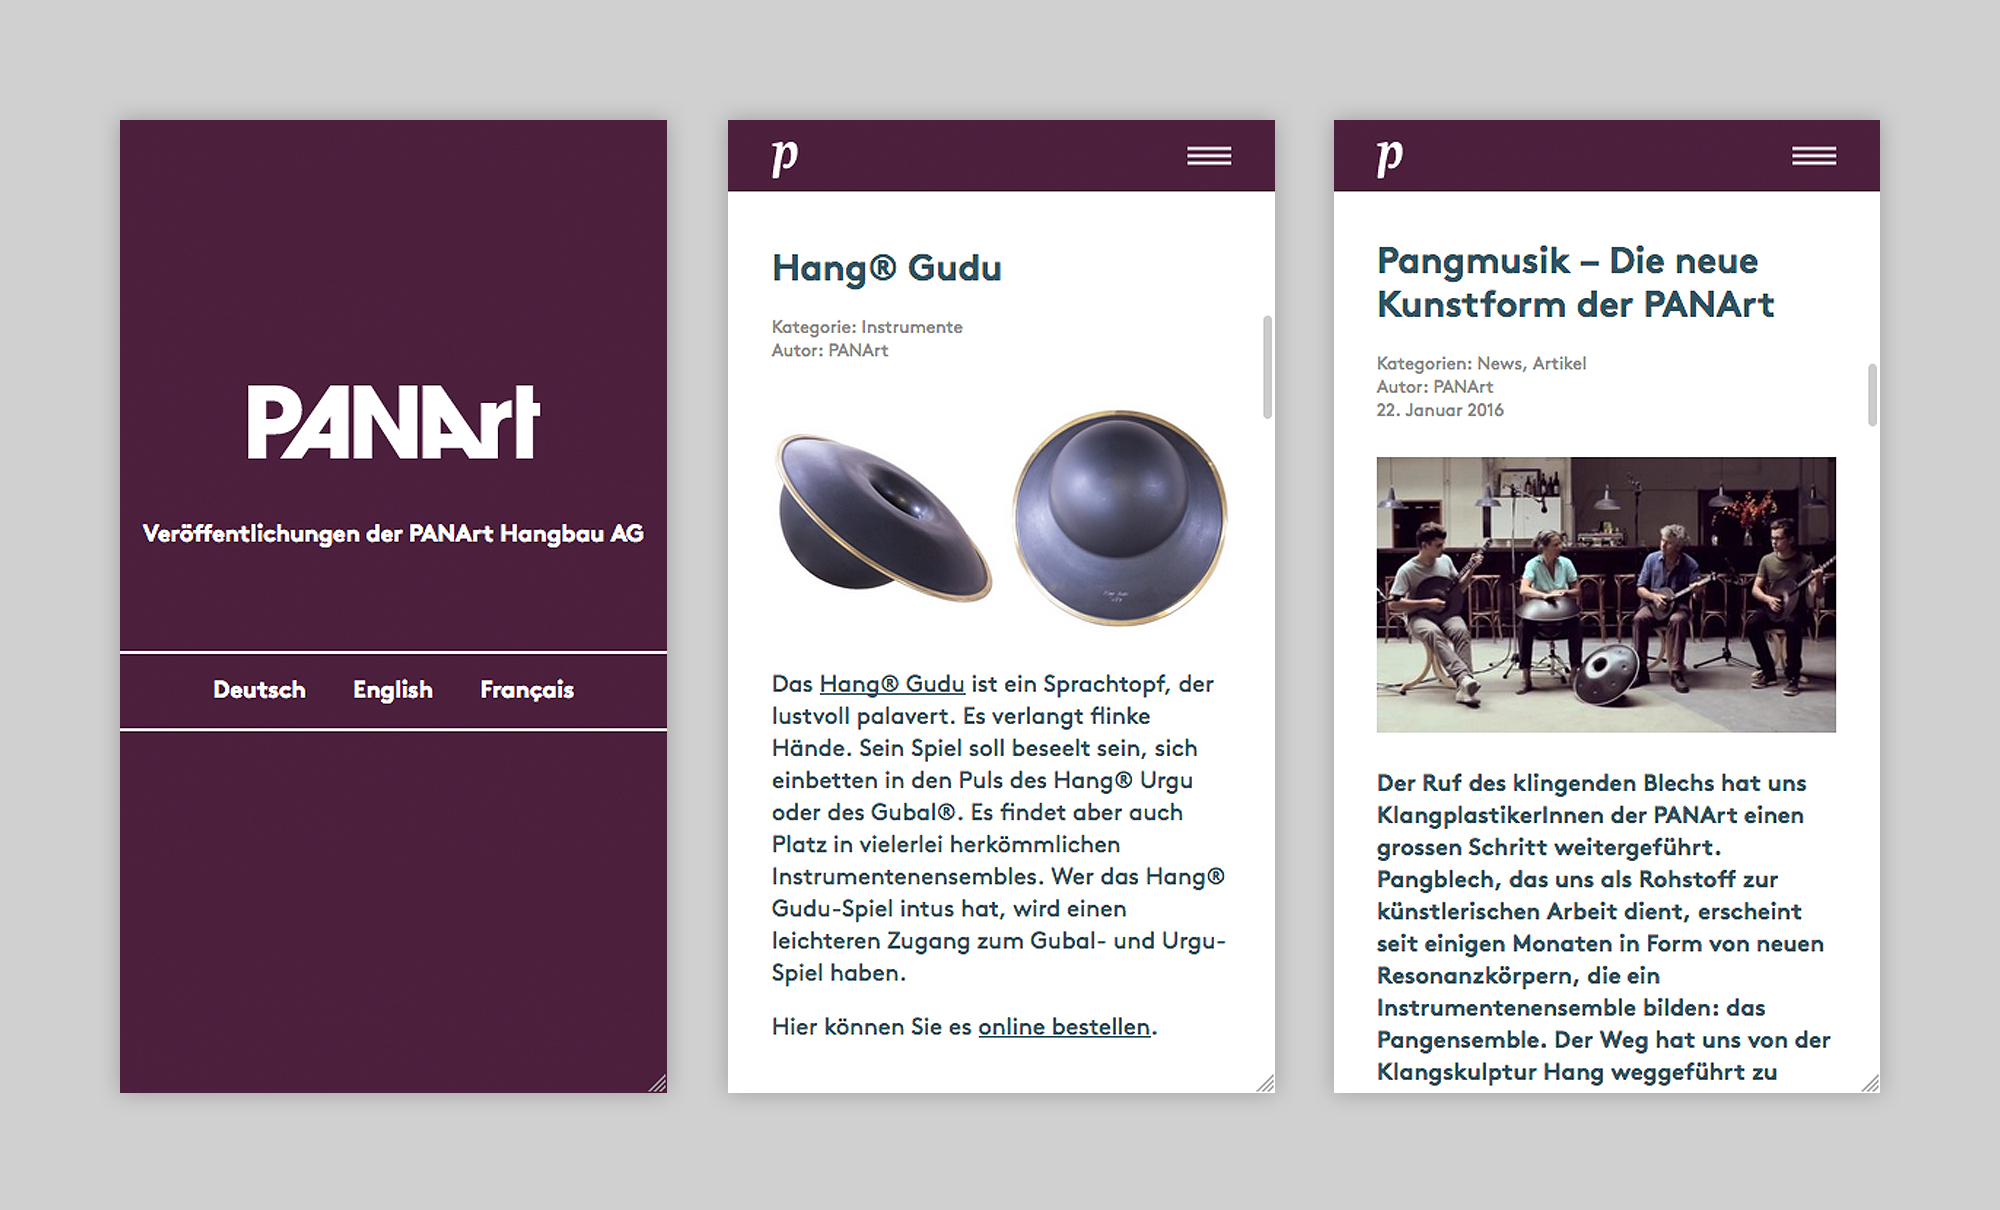 PANArt
Veröffentlichungen der PANArt Hangbau AG
Deutsch English Français
p
Hang® Gudu
Kategorie: Instrumente
Autor: PANArt
Das Hang® Gudu ist ein Sprachtopf, der
lustvoll palavert. Es verlangt flinke
Hände. Sein Spiel soll beseelt sein, sich
einbetten in den Puls des Hang® Urgu
oder des Gubal®. Es findet aber auch
Platz in vielerlei herkömmlichen
Instrumentenensembles. Wer das Hang®
Gudu-Spiel intus hat, wird einen
leichteren Zugang zum Gubal- und Urgu-
Spiel haben.
Hier können Sie es online bestellen.
p
Pangmusik – Die neue
Kunstform der PANArt
Kategorien: News, Artikel
Autor: PANArt
22. Januar 2016
Der Ruf des klingenden Blechs hat uns
KlangplastikerInnen der PANArt einen
grossen Schritt weitergeführt.
Pangblech, das uns als Rohstoff zur
künstlerischen Arbeit dient, erscheint
seit einigen Monaten in Form von neuen
Resonanzkörpern, die ein
Instrumentenensemble bilden: das
Pangensemble. Der Weg hat uns von der
Klangskulptur Hang weggeführt zu